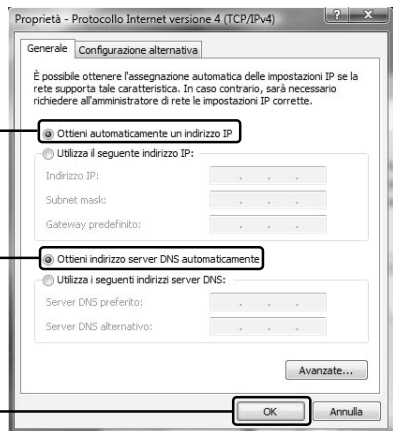 Proprietà - Protocollo Internet versione 4 (TCP/IPv4)
Generale
Configurazione alternativa
È possibile ottenere l'assegnazione automatica delle impostazioni IP se la
rete supporta tale caratteristica. In caso contrario, sarà necessario
richiedere all'amministratore di rete le impostazioni IP corrette.
Ottieni automaticamente un indirizzo IP
Utilizza il seguente indirizzo IP:
Indirizzo IP:
Subnet mask:
Gateway predefinito:
Ottieni indirizzo server DNS automaticamente
Utilizza i seguenti indirizzi server DNS:
Server DNS preferito:
Server DNS alternativo:
Avanzate...
OK
Annulla